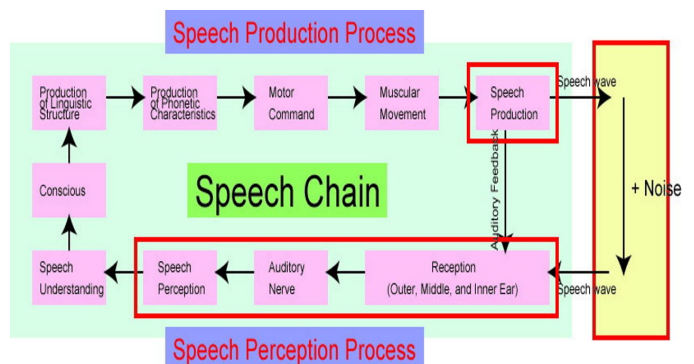 Speech Production Process
Production
of Linguistic
Structure
Production
of Phonetic
Characteristics
Motor
Command
Muscular
Movement
Speech
Production
Speech wave
Auditory Feedback
+ Noise
Conscious
Speech Chain
Speech
Understanding
Speech
Perception
Auditory
Nerve
Reception
(Outer, Middle, and Inner Ear)
Speech wave
Speech Perception Process